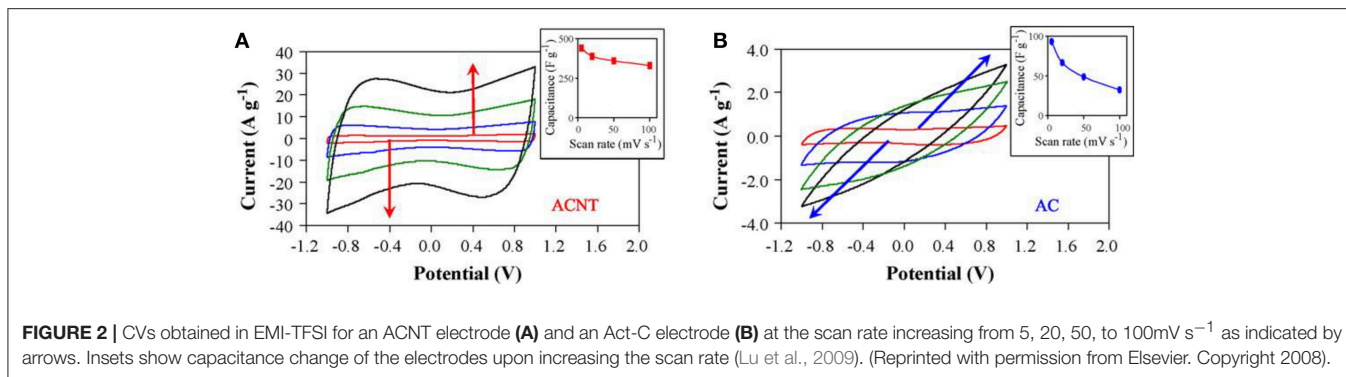 A
Current (A g⁻¹)
40
30
20
10
0
-10
-20
-30
-40
-1.2 -0.8 -0.4 0.0 0.4 0.8 1.2 1.6 2.0
Potential (V)
ACNT
Capacitance (F g⁻¹)
500
250
0
0 50 100
Scan rate (mV s⁻¹)
B
Current (A g⁻¹)
4.0
2.0
0.0
-2.0
-4.0
-1.2 -0.8 -0.4 0.0 0.4 0.8 1.2 1.6 2.0
Potential (V)
AC
Capacitance (F g⁻¹)
100
50
0
0 50 100
Scan rate (mV s⁻¹)
FIGURE 2 | CVs obtained in EMI-TFSI for an ACNT electrode (A) and an Act-C electrode (B) at the scan rate increasing from 5, 20, 50, to 100mV s⁻¹ as indicated by
arrows. Insets show capacitance change of the electrodes upon increasing the scan rate (Lu et al., 2009). (Reprinted with permission from Elsevier. Copyright 2008).